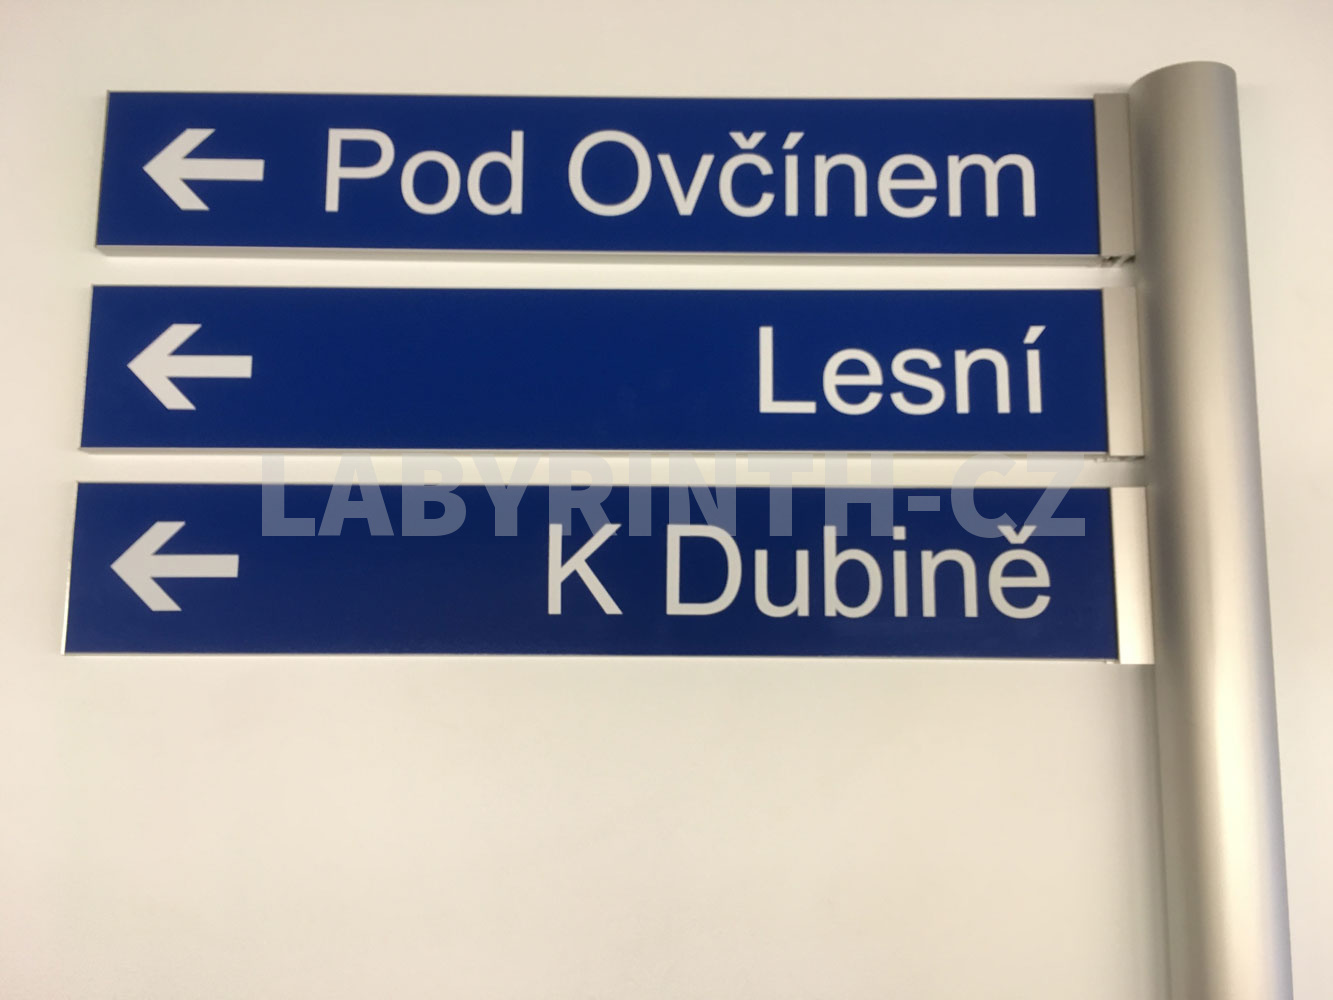 Pod Ovčínem
Lesní
LABYRINTH-CZ
K Dubině